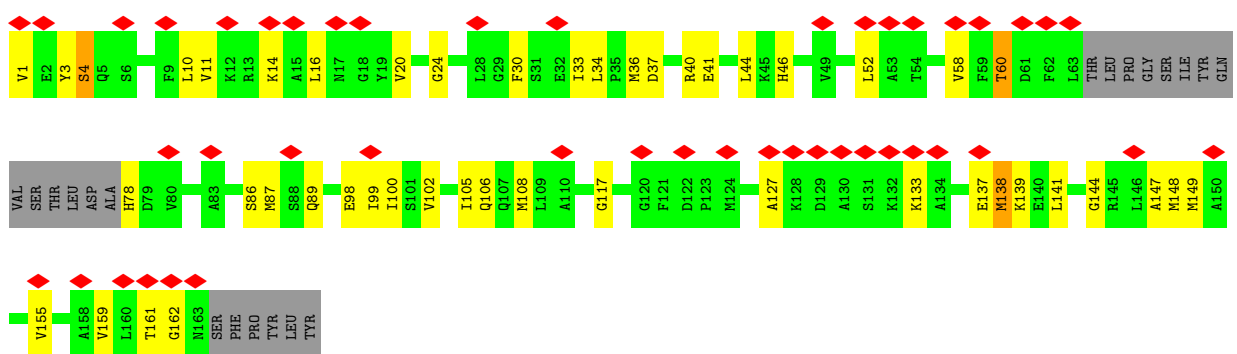 V1 E2 Y3 S4 Q5 S6 F9 L10 V11 K12 R13 K14 A15 L16 N17 G18 Y19 V20 G24 L28 G29 F30 S31 E32 I33 L34 P35 M36 D37 R40 E41 L44 K45 H46 V49 L52 A53 T54 V58 F59 T60 D61 F62 L63 THR LEU PRO GLY SER ILE TYR GLN
VAL SER THR LEU ASP ALA H78 D79 V80 A83 S86 M87 S88 Q89 E98 I99 I100 S101 V102 I105 Q106 Q107 M108 L109 A110 G117 G120 F121 D122 P123 M124 A127 K128 D129 A130 S131 K132 K133 A134 E137 M138 K139 E140 L141 G144 R145 L146 A147 M148 M149 A150
V155 A158 V159 L160 T161 G162 N163 SER PHE PRO TYR LEU TYR